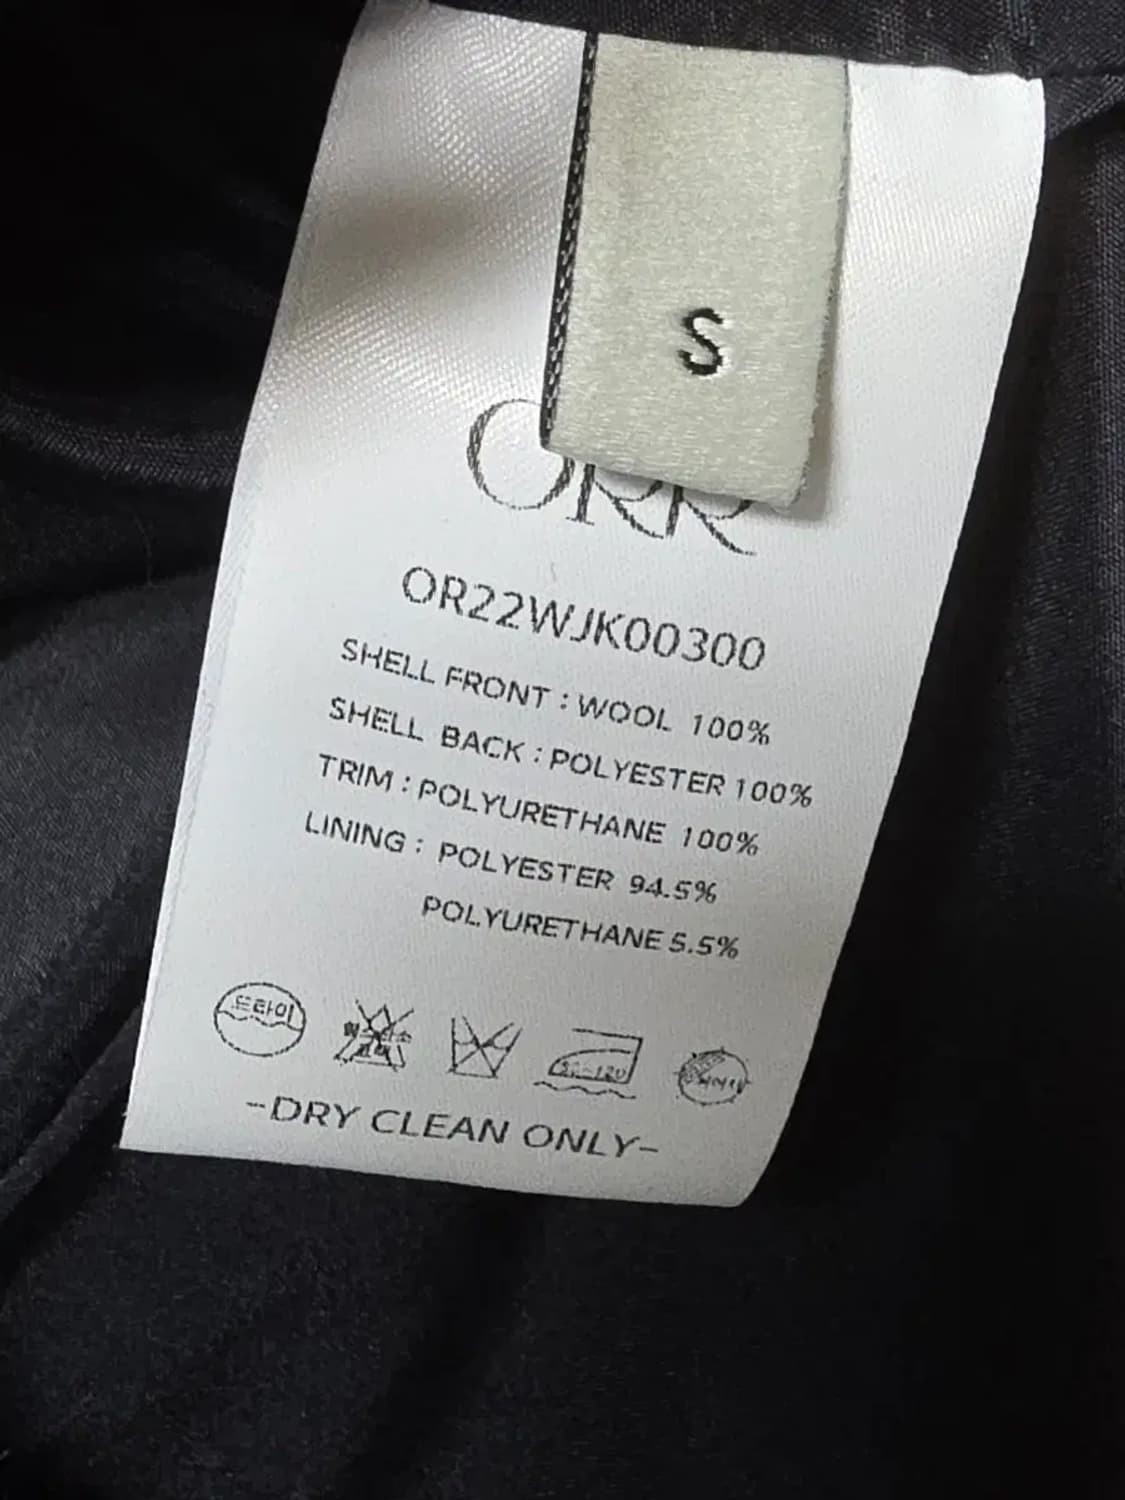 S
ORR
OR22WJK00300
SHELL FRONT : WOOL 100%
SHELL BACK : POLYESTER 100%
TRIM : POLYURETHANE 100%
LINING : POLYESTER 94.5%
POLYURETHANE 5.5%
드라이
-DRY CLEAN ONLY-